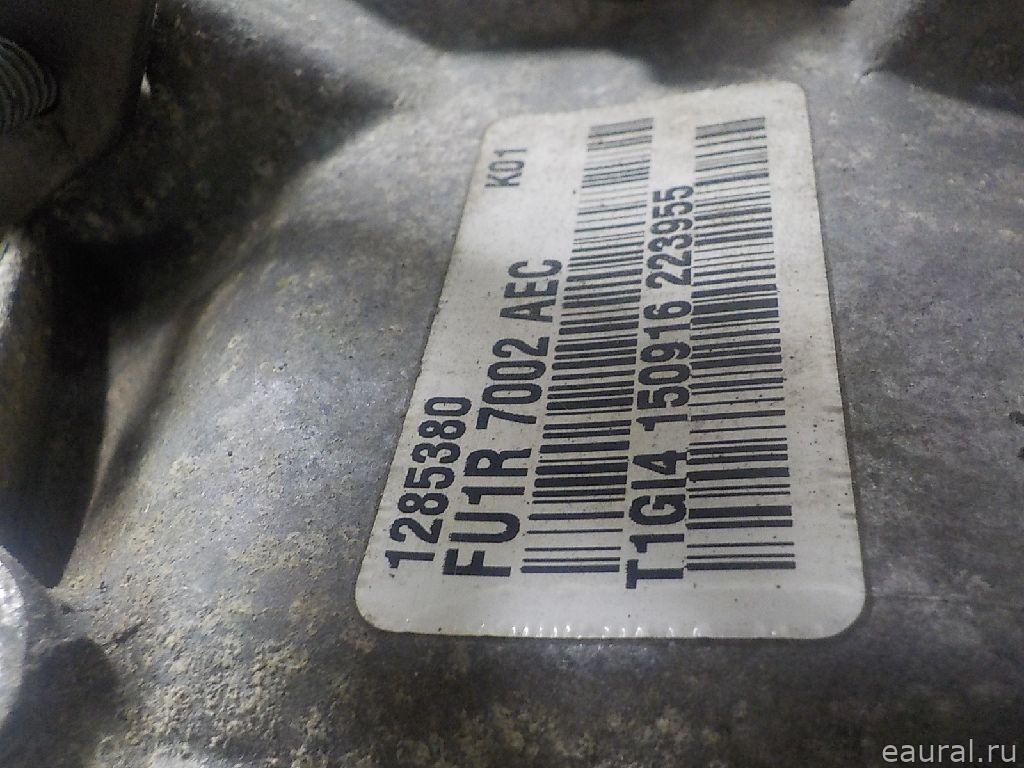 1285380 K01
FU1R 7002 AEC
T1GI4 150916 223955
eaural.ru